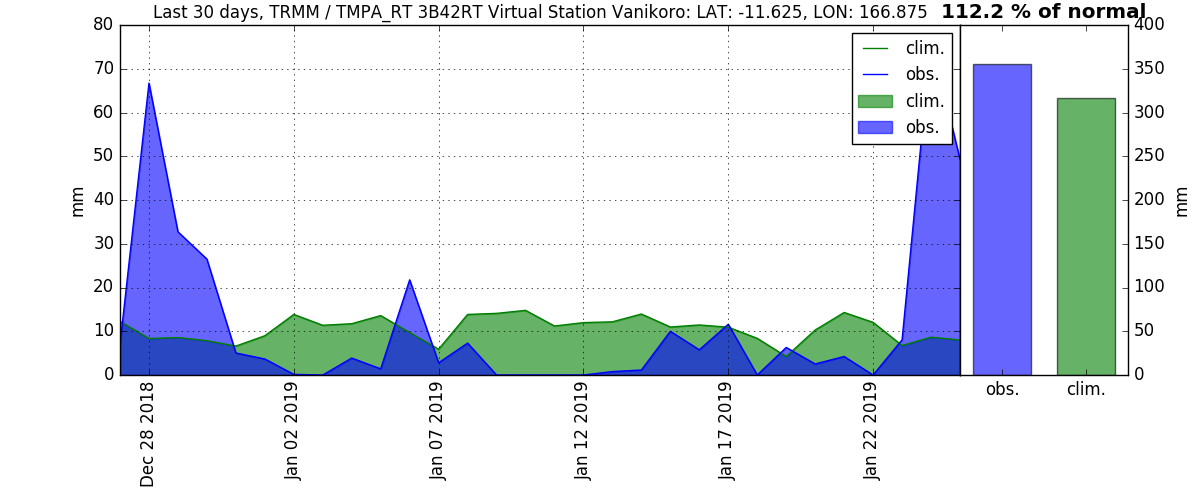 Last 30 days, TRMM / TMPA_RT 3B42RT Virtual Station Vanikoro: LAT: -11.625, LON: 166.875 112.2 % of normal
80
70
60
50
40
30
20
10
0
mm
clim.
obs.
clim.
obs.
400
350
300
250
200
150
100
50
0
mm
Dec 28 2018
Jan 02 2019
Jan 07 2019
Jan 12 2019
Jan 17 2019
Jan 22 2019
obs.
clim.